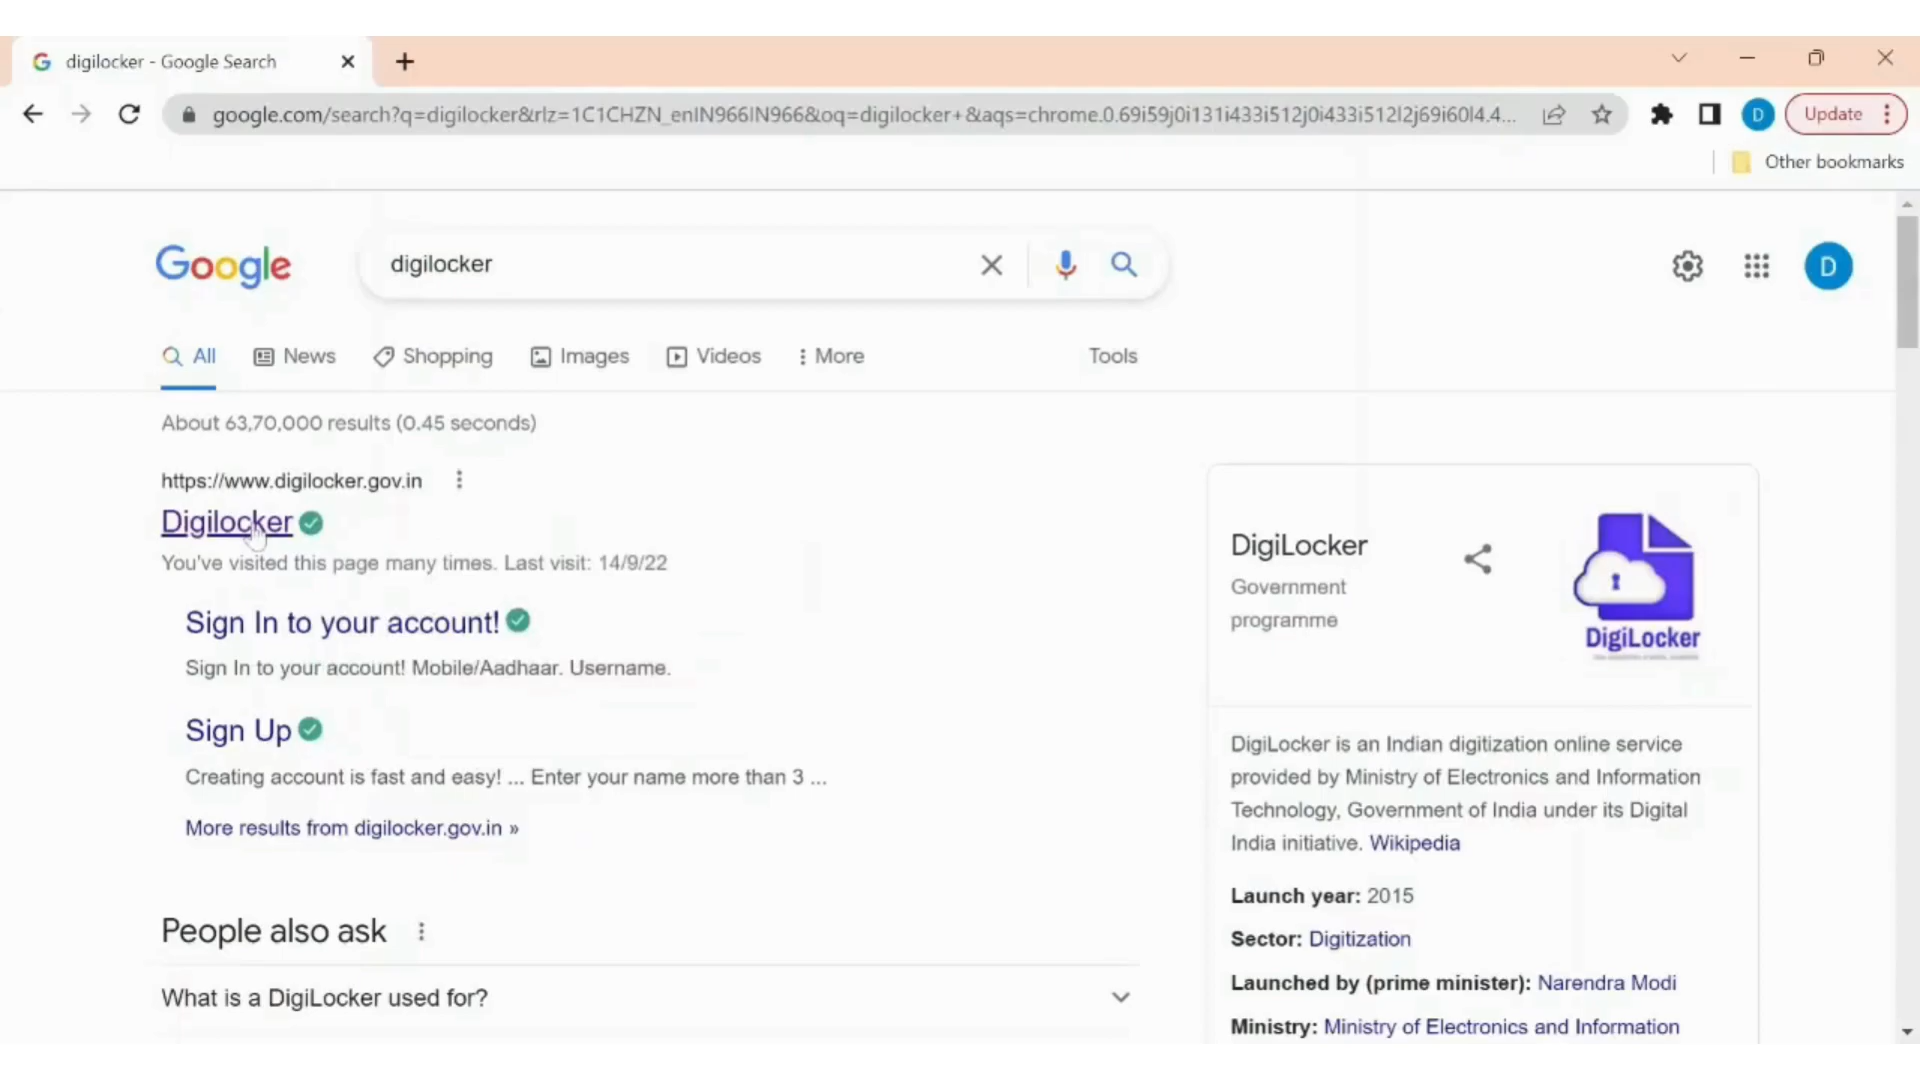 digilocker - Google Search
google.com/search?q=digilocker&rlz=1C1CHZN_enIN966IN966&oq=digilocker+&aqs=chrome.0.69i59j0i131i433i512j0i433i512l2j69i60l4.4...
D
Update
Other bookmarks
Google
digilocker
D
All
News
Shopping
Images
Videos
More
Tools
About 63,70,000 results (0.45 seconds)
https://www.digilocker.gov.in
Digilocker
You've visited this page many times. Last visit: 14/9/22
Sign In to your account!
Sign In to your account! Mobile/Aadhaar. Username.
Sign Up
Creating account is fast and easy! ... Enter your name more than 3 ...
More results from digilocker.gov.in »
People also ask
What is a DigiLocker used for?
DigiLocker
Government
programme
DigiLocker
DigiLocker is an Indian digitization online service
provided by Ministry of Electronics and Information
Technology, Government of India under its Digital
India initiative. Wikipedia
Launch year: 2015
Sector: Digitization
Launched by (prime minister): Narendra Modi
Ministry: Ministry of Electronics and Information